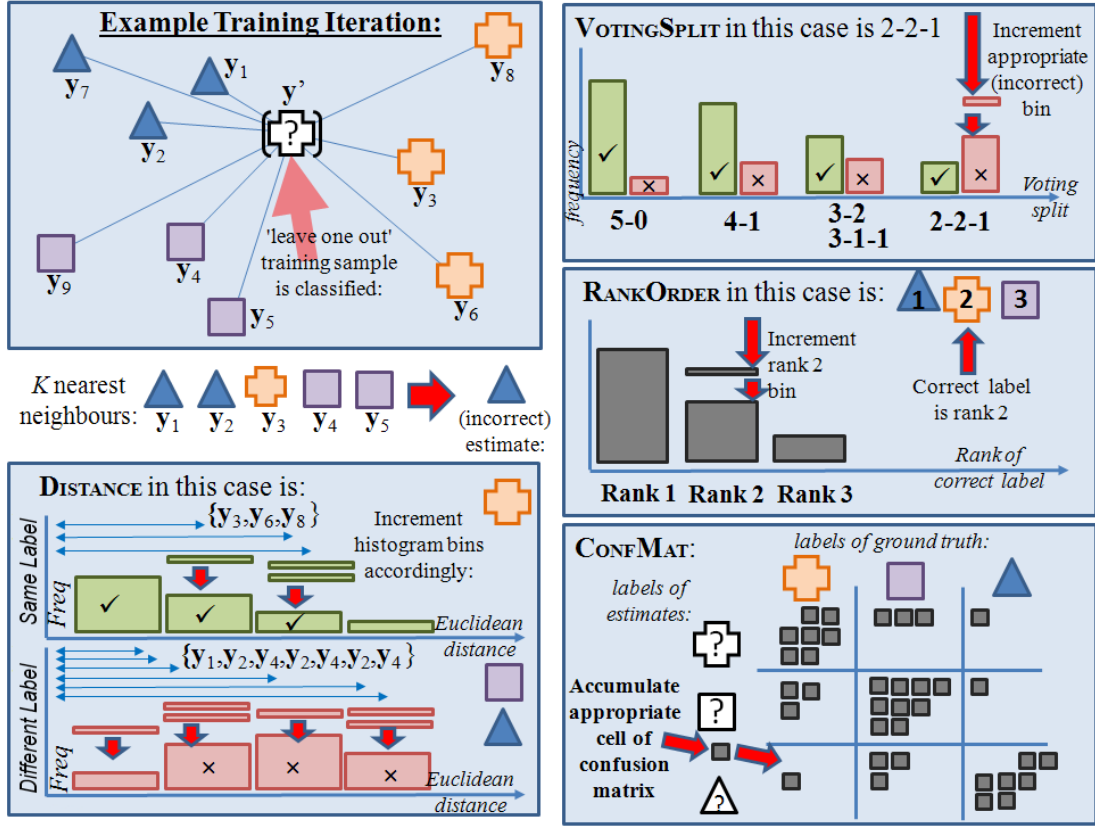 Example Training Iteration:
y7
y1
y'
y8
y2
?
y3
'leave one out'
training sample
is classified:
y9
y4
y5
y6
K nearest
neighbours:
y1 y2 y3 y4 y5
(incorrect)
estimate:
DISTANCE in this case is:
{y3,y6,y8 }
Increment
histogram bins
accordingly:
Same Label
Freq
✓ ✓ ✓
Euclidean
distance
{y1,y2,y4,y2,y4,y2,y4}
Different Label
Freq
× × ×
Euclidean
distance
VOTINGSPLIT in this case is 2-2-1
Increment
appropriate
(incorrect)
bin
frequency
✓ × ✓ × ✓ × ✓ ×
Voting
split
5-0 4-1 3-2 2-2-1
3-1-1
RANKORDER in this case is:
1 2 3
Increment
rank 2
bin
Correct label
is rank 2
Rank of
correct label
Rank 1 Rank 2 Rank 3
CONFMAT:
labels of ground truth:
labels of
estimates:
?
Accumulate
appropriate
cell of
confusion
matrix
?
?